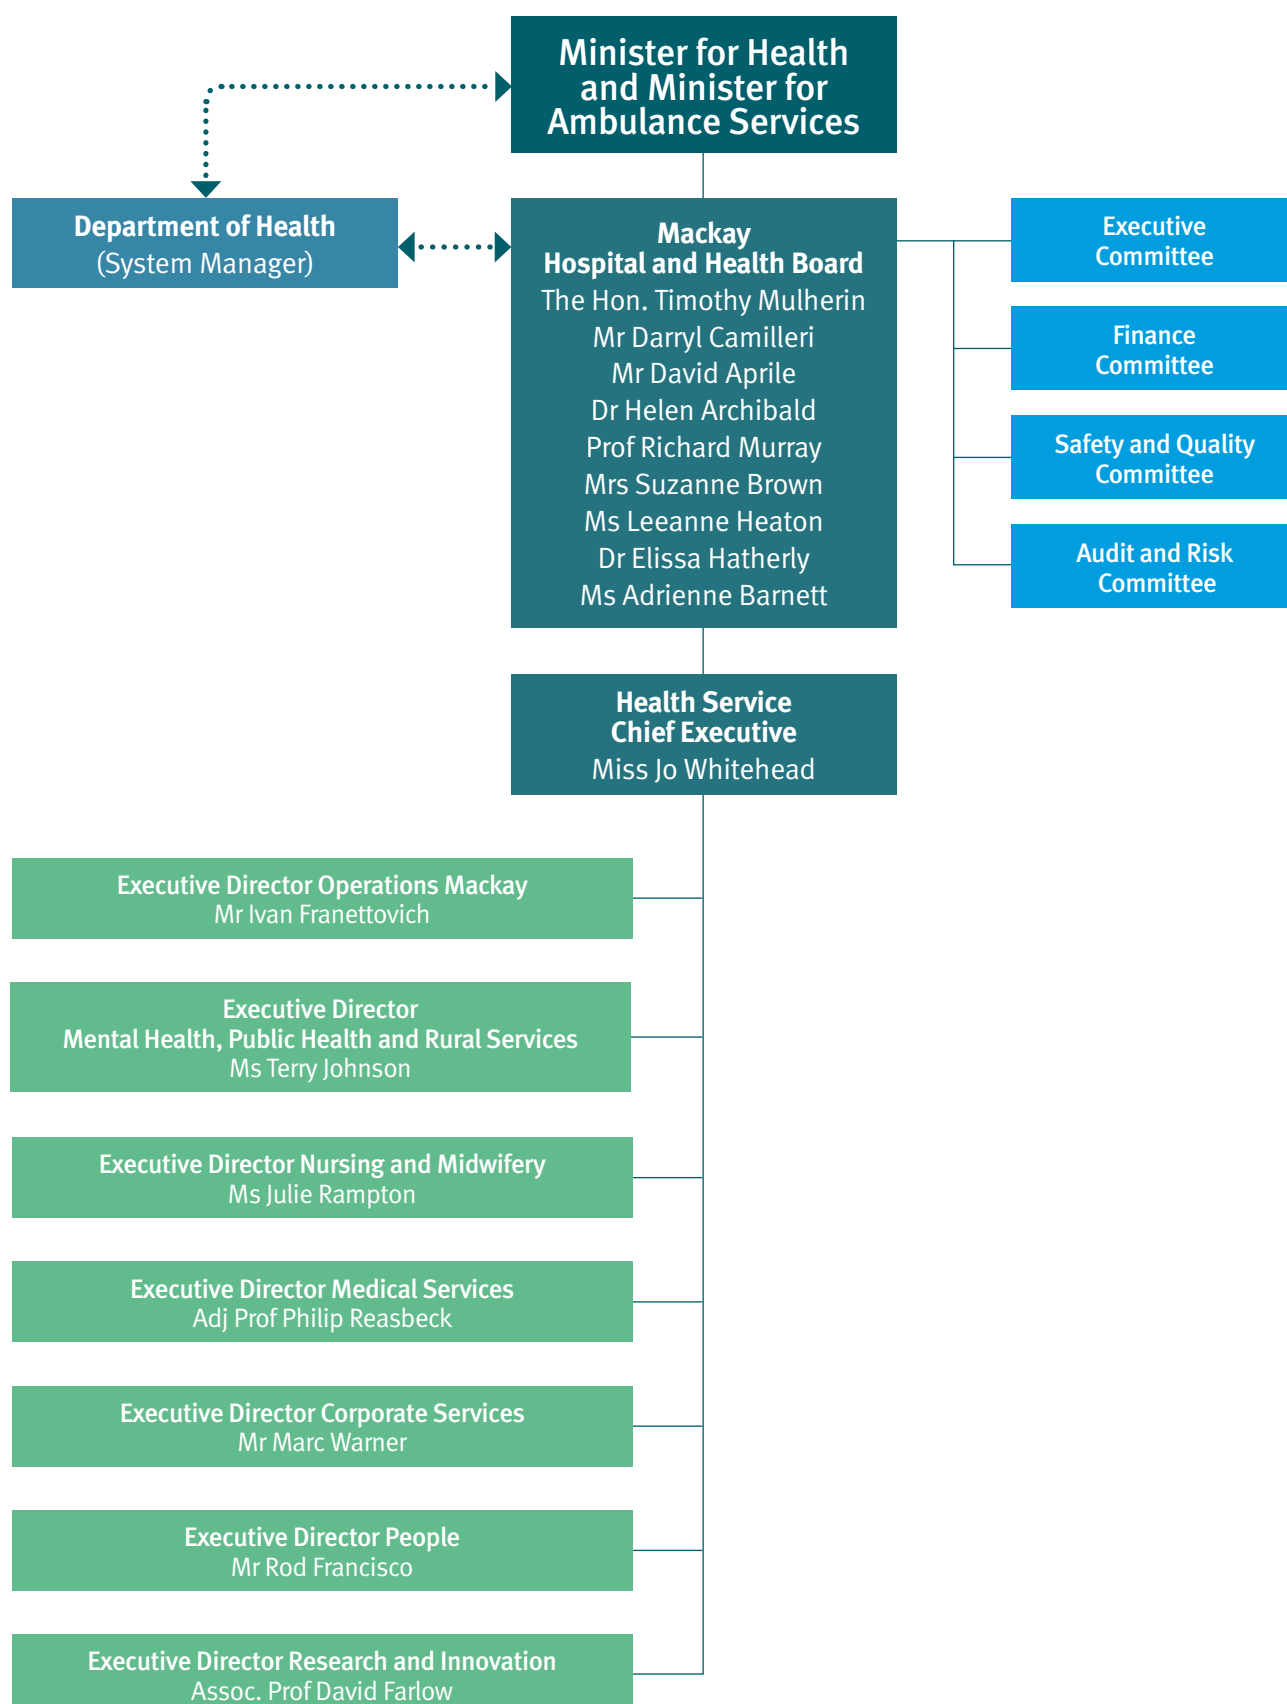 Minister for Health
and Minister for
Ambulance Services
Department of Health
(System Manager)
Mackay
Hospital and Health Board
The Hon. Timothy Mulherin
Mr Darryl Camilleri
Mr David Aprile
Dr Helen Archibald
Prof Richard Murray
Mrs Suzanne Brown
Ms Leeanne Heaton
Dr Elissa Hatherly
Ms Adrienne Barnett
Executive
Committee
Finance
Committee
Safety and Quality
Committee
Audit and Risk
Committee
Health Service
Chief Executive
Miss Jo Whitehead
Executive Director Operations Mackay
Mr Ivan Franettovich
Executive Director
Mental Health, Public Health and Rural Services
Ms Terry Johnson
Executive Director Nursing and Midwifery
Ms Julie Rampton
Executive Director Medical Services
Adj Prof Philip Reasbeck
Executive Director Corporate Services
Mr Marc Warner
Executive Director People
Mr Rod Francisco
Executive Director Research and Innovation
Assoc. Prof David Farlow